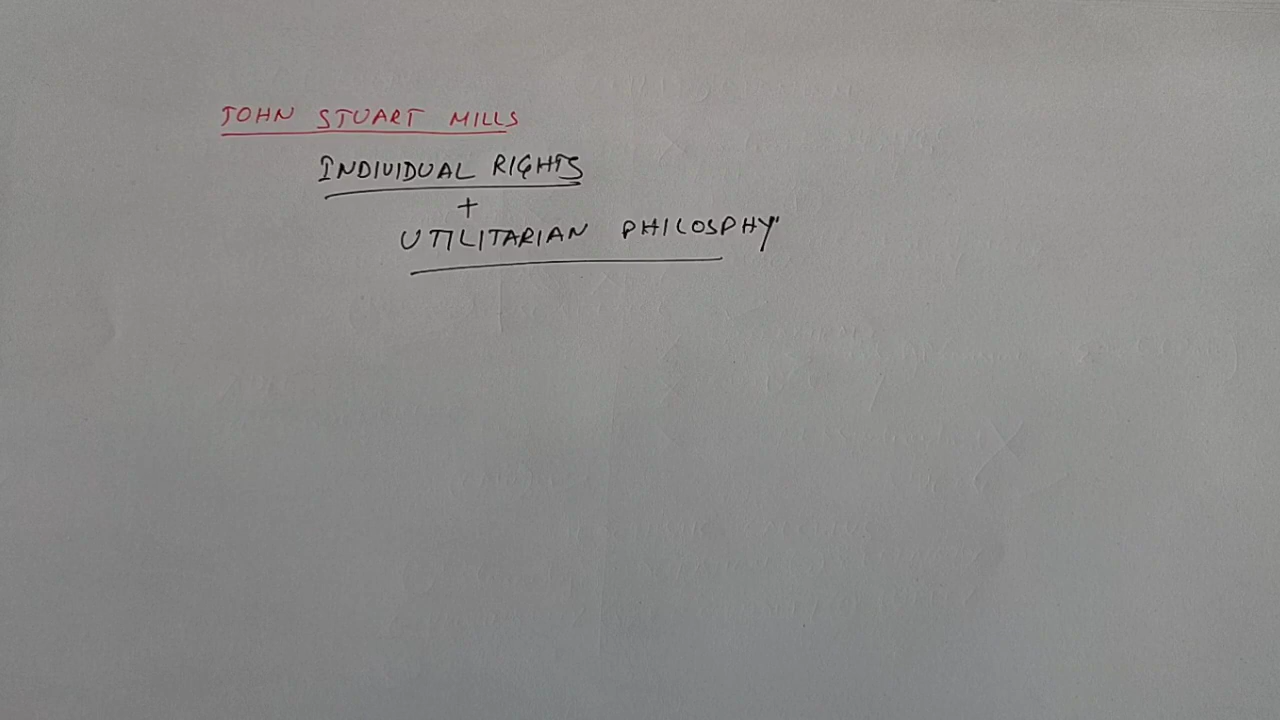 JOHN STUART MILLS
INDIVIDUAL RIGHTS
+
UTILITARIAN PHILOSPHY